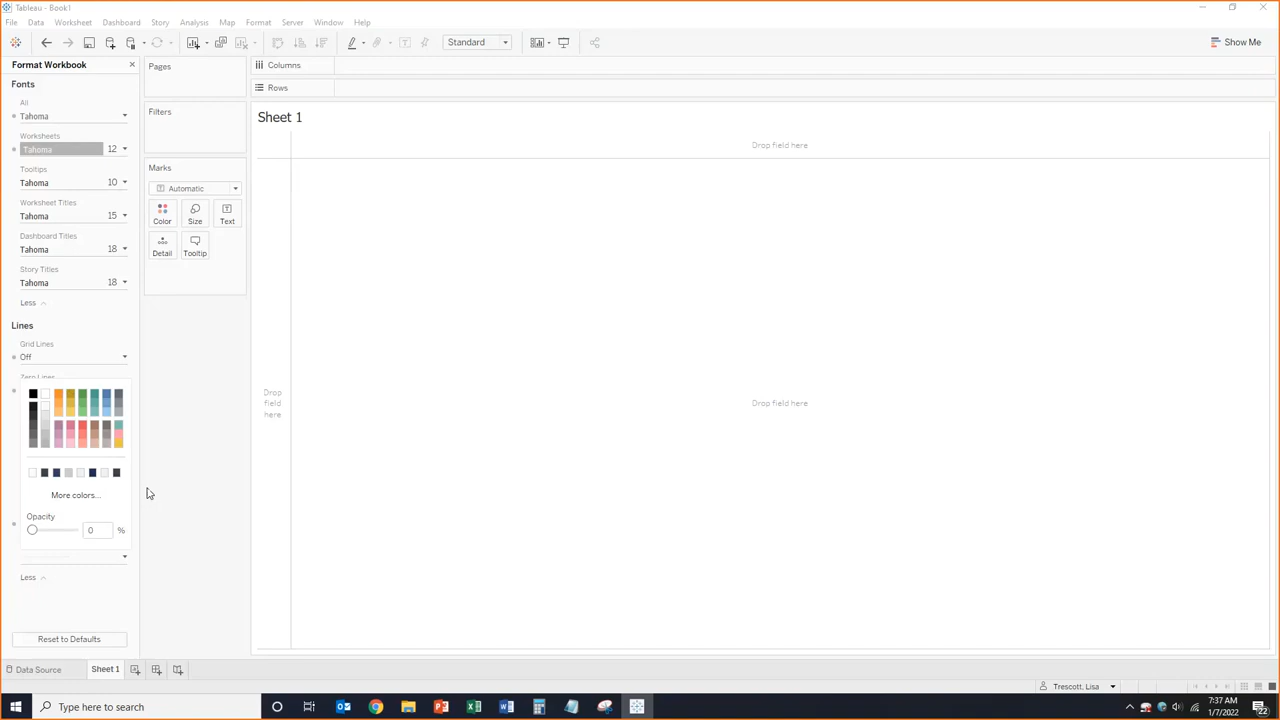 Tableau - Book1
File Data Worksheet Dashboard Story Analysis Map Format Server Window Help
Standard
Show Me
Format Workbook
Fonts
All
Tahoma
Worksheets
Tahoma 12
Tooltips
Tahoma 10
Worksheet Titles
Tahoma 15
Dashboard Titles
Tahoma 18
Story Titles
Tahoma 18
Less
Lines
Grid Lines
Off
Zero Lines
More colors...
Opacity
0 %
Less
Reset to Defaults
Pages
Filters
Marks
Automatic
Color Size Text
Detail Tooltip
Columns
Rows
Sheet 1
Drop field here
Drop
field
here
Drop field here
Data Source Sheet 1
Trescott, Lisa
Type here to search
7:37 AM
1/7/2022
22